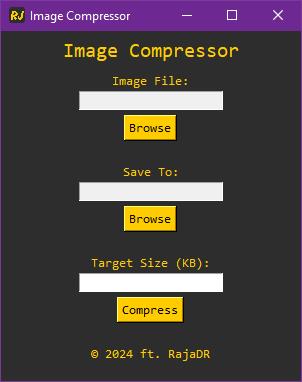 RJ Image Compressor
Image Compressor
Image File:
Browse
Save To:
Browse
Target Size (KB):
Compress
© 2024 ft. RajaDR